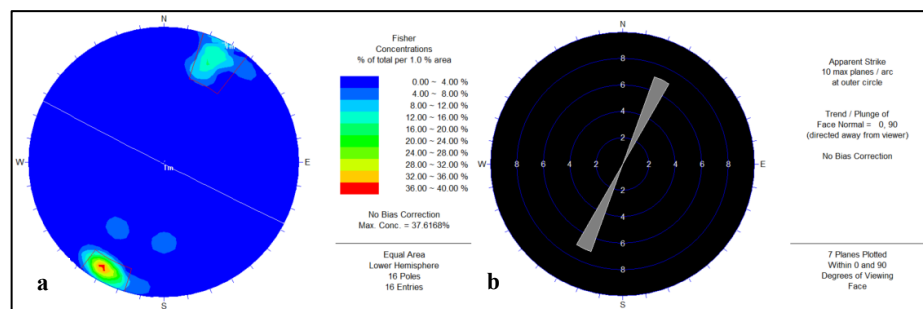 N
W
E
S
1m
1m
a
Fisher
Concentrations
% of total per 1.0 % area
0.00 ~ 4.00 %
4.00 ~ 8.00 %
8.00 ~ 12.00 %
12.00 ~ 16.00 %
16.00 ~ 20.00 %
20.00 ~ 24.00 %
24.00 ~ 28.00 %
28.00 ~ 32.00 %
32.00 ~ 36.00 %
36.00 ~ 40.00 %
No Bias Correction
Max. Conc. = 37.6168%
Equal Area
Lower Hemisphere
16 Poles
16 Entries
N
8
6
4
2
W 8 6 4 2 2 4 6 8 E
2
4
6
8
S
b
Apparent Strike
10 max planes / arc
at outer circle
Trend / Plunge of
Face Normal = 0, 90
(directed away from viewer)
No Bias Correction
7 Planes Plotted
Within 0 and 90
Degrees of Viewing
Face